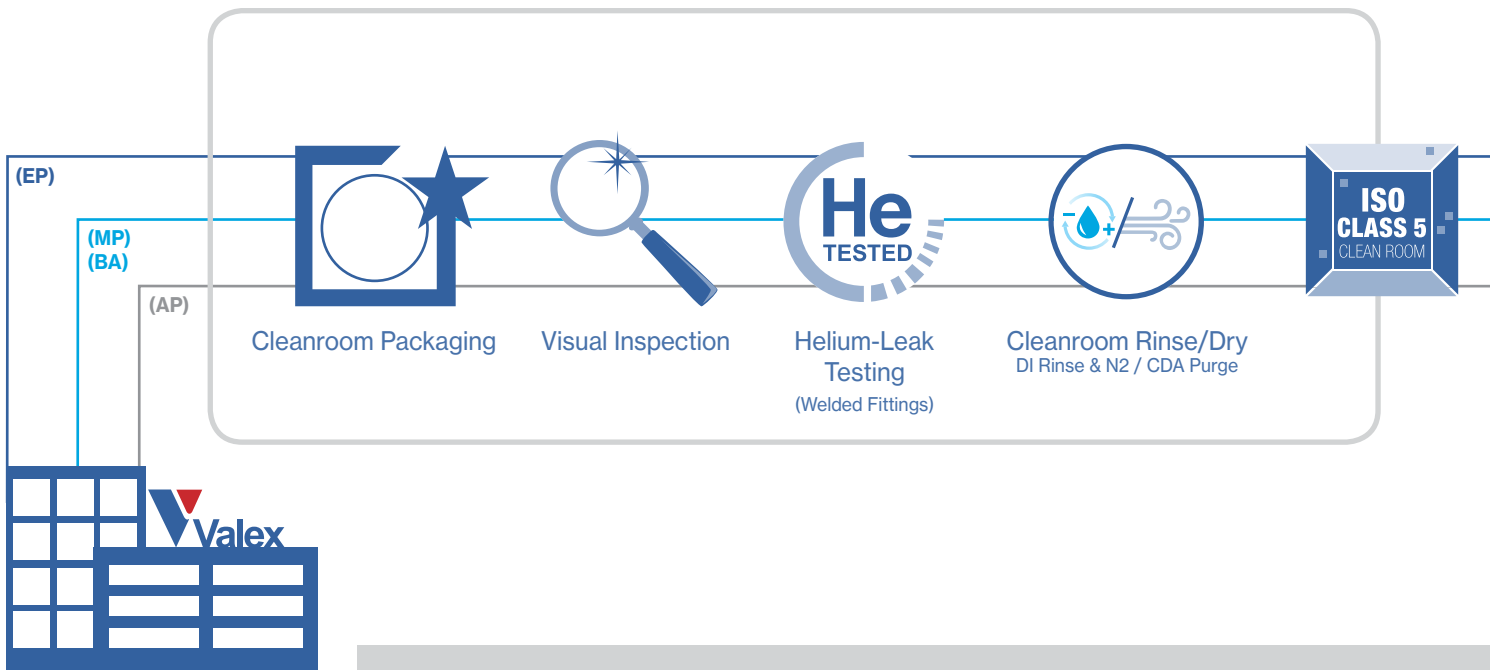 (EP)
(MP)
(BA)
(AP)
Cleanroom Packaging
Visual Inspection
He
TESTED
Helium-Leak
Testing
(Welded Fittings)
Cleanroom Rinse/Dry
DI Rinse & N2 / CDA Purge
ISO
CLASS 5
CLEAN ROOM
Valex